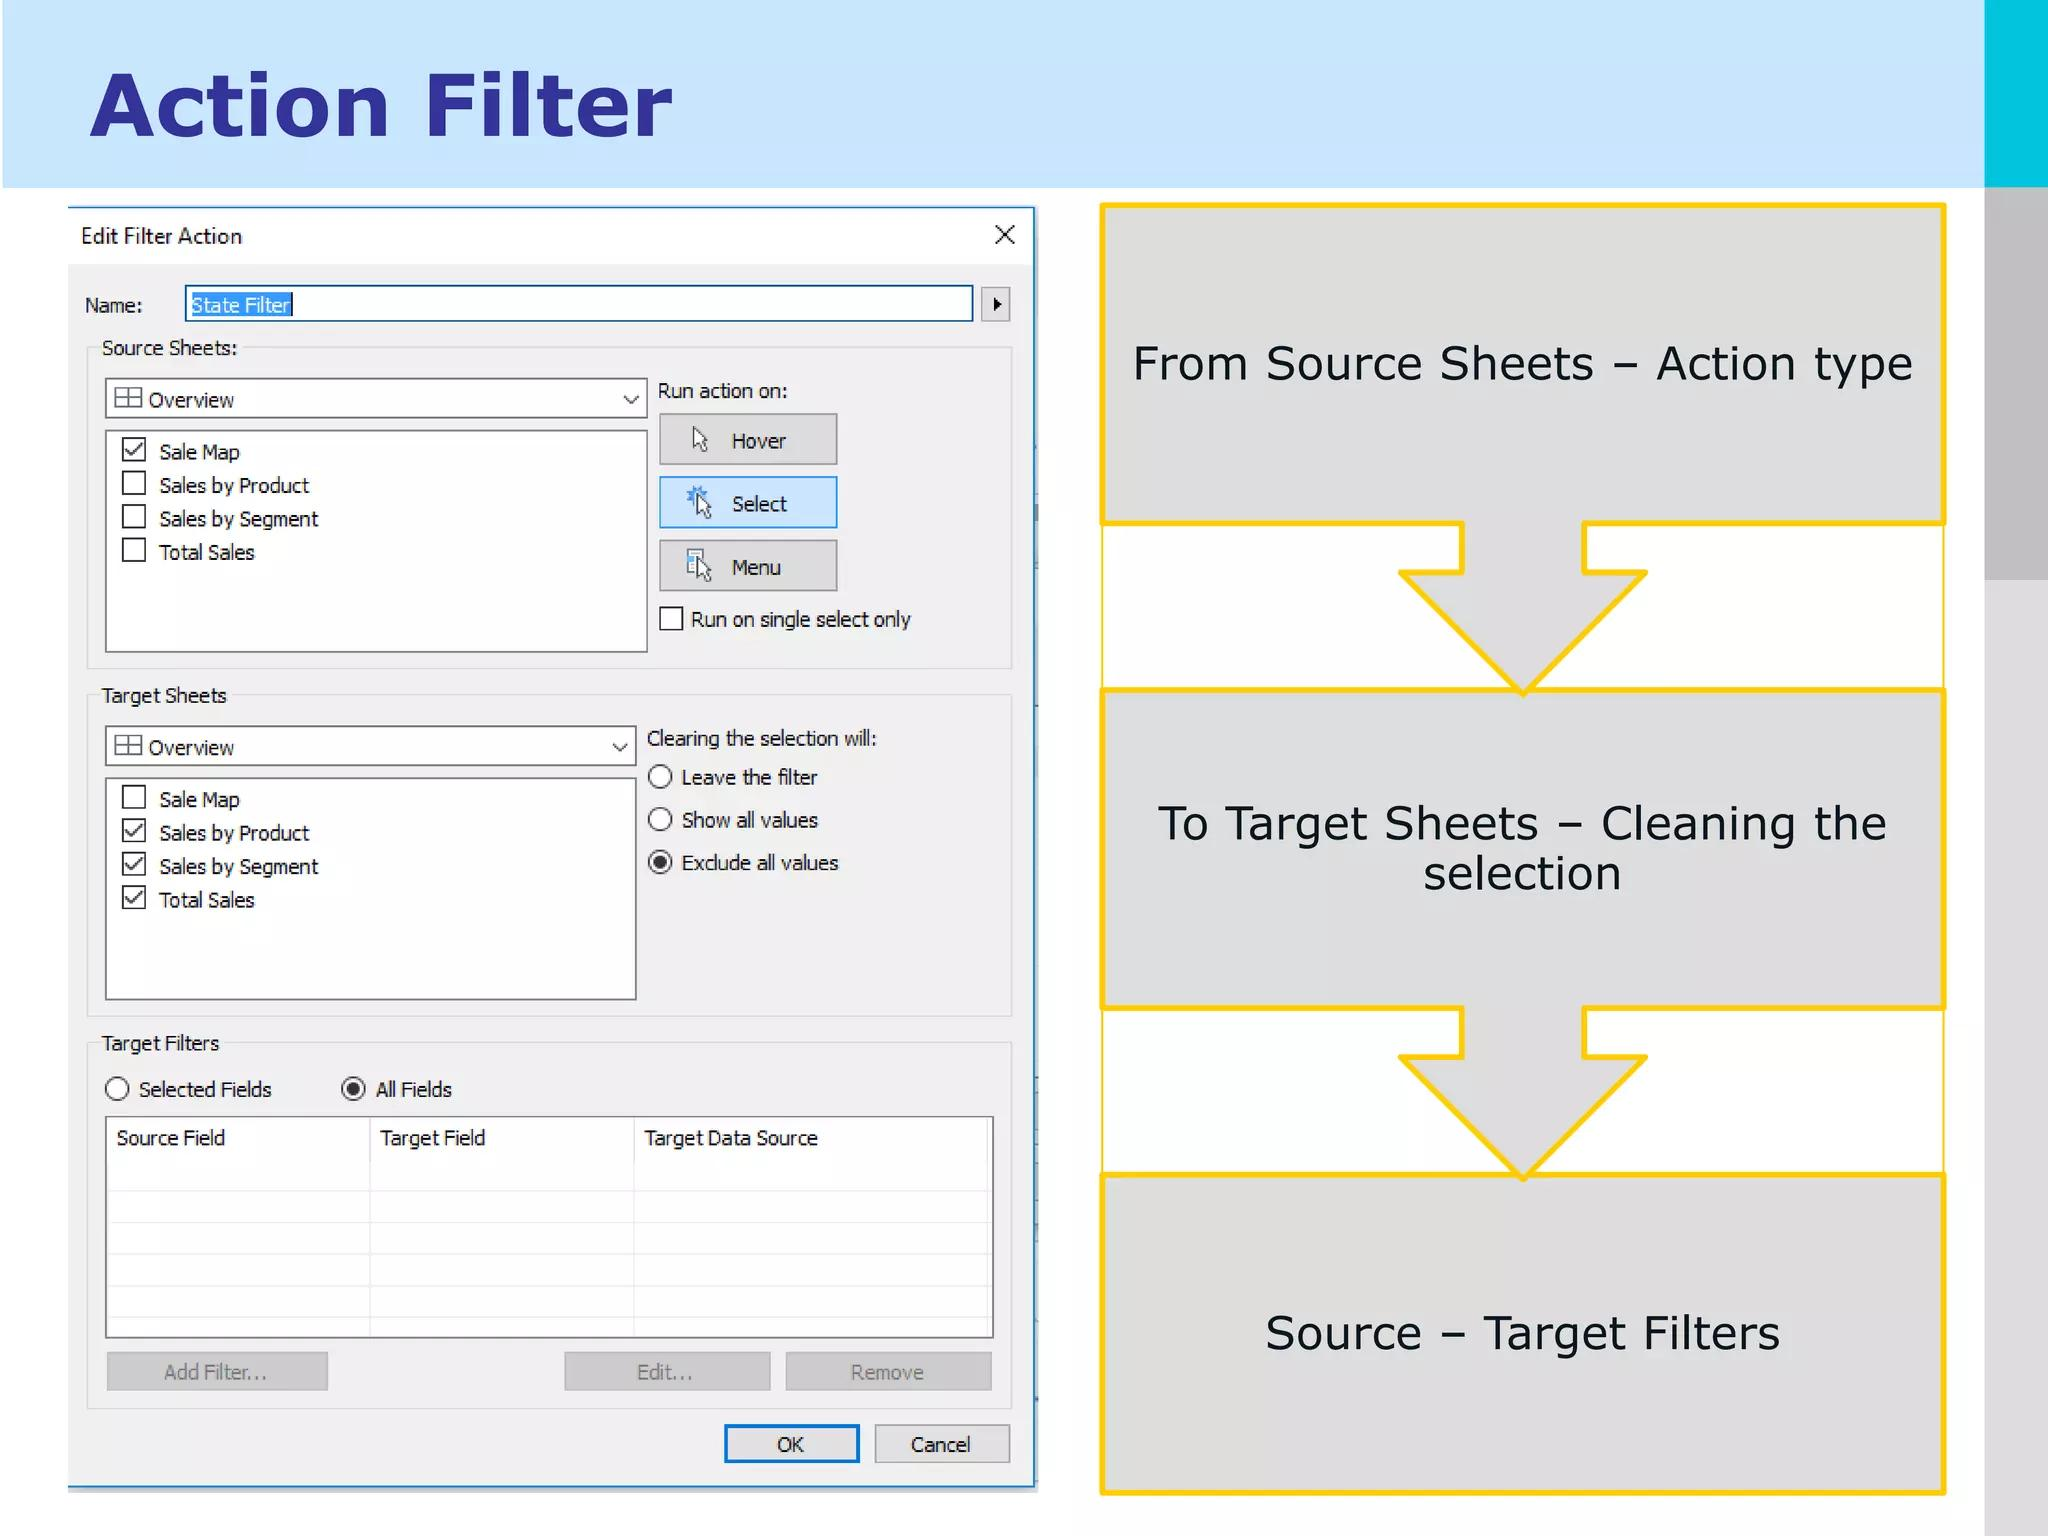 Action Filter
Edit Filter Action
Name: State Filter
Source Sheets:
Overview
Sale Map
Sales by Product
Sales by Segment
Total Sales
Run action on:
Hover
Select
Menu
Run on single select only
Target Sheets
Overview
Sale Map
Sales by Product
Sales by Segment
Total Sales
Clearing the selection will:
Leave the filter
Show all values
Exclude all values
Target Filters
Selected Fields All Fields
Source Field Target Field Target Data Source
Add Filter... Edit... Remove
OK Cancel
From Source Sheets – Action type
To Target Sheets – Cleaning the
selection
Source – Target Filters